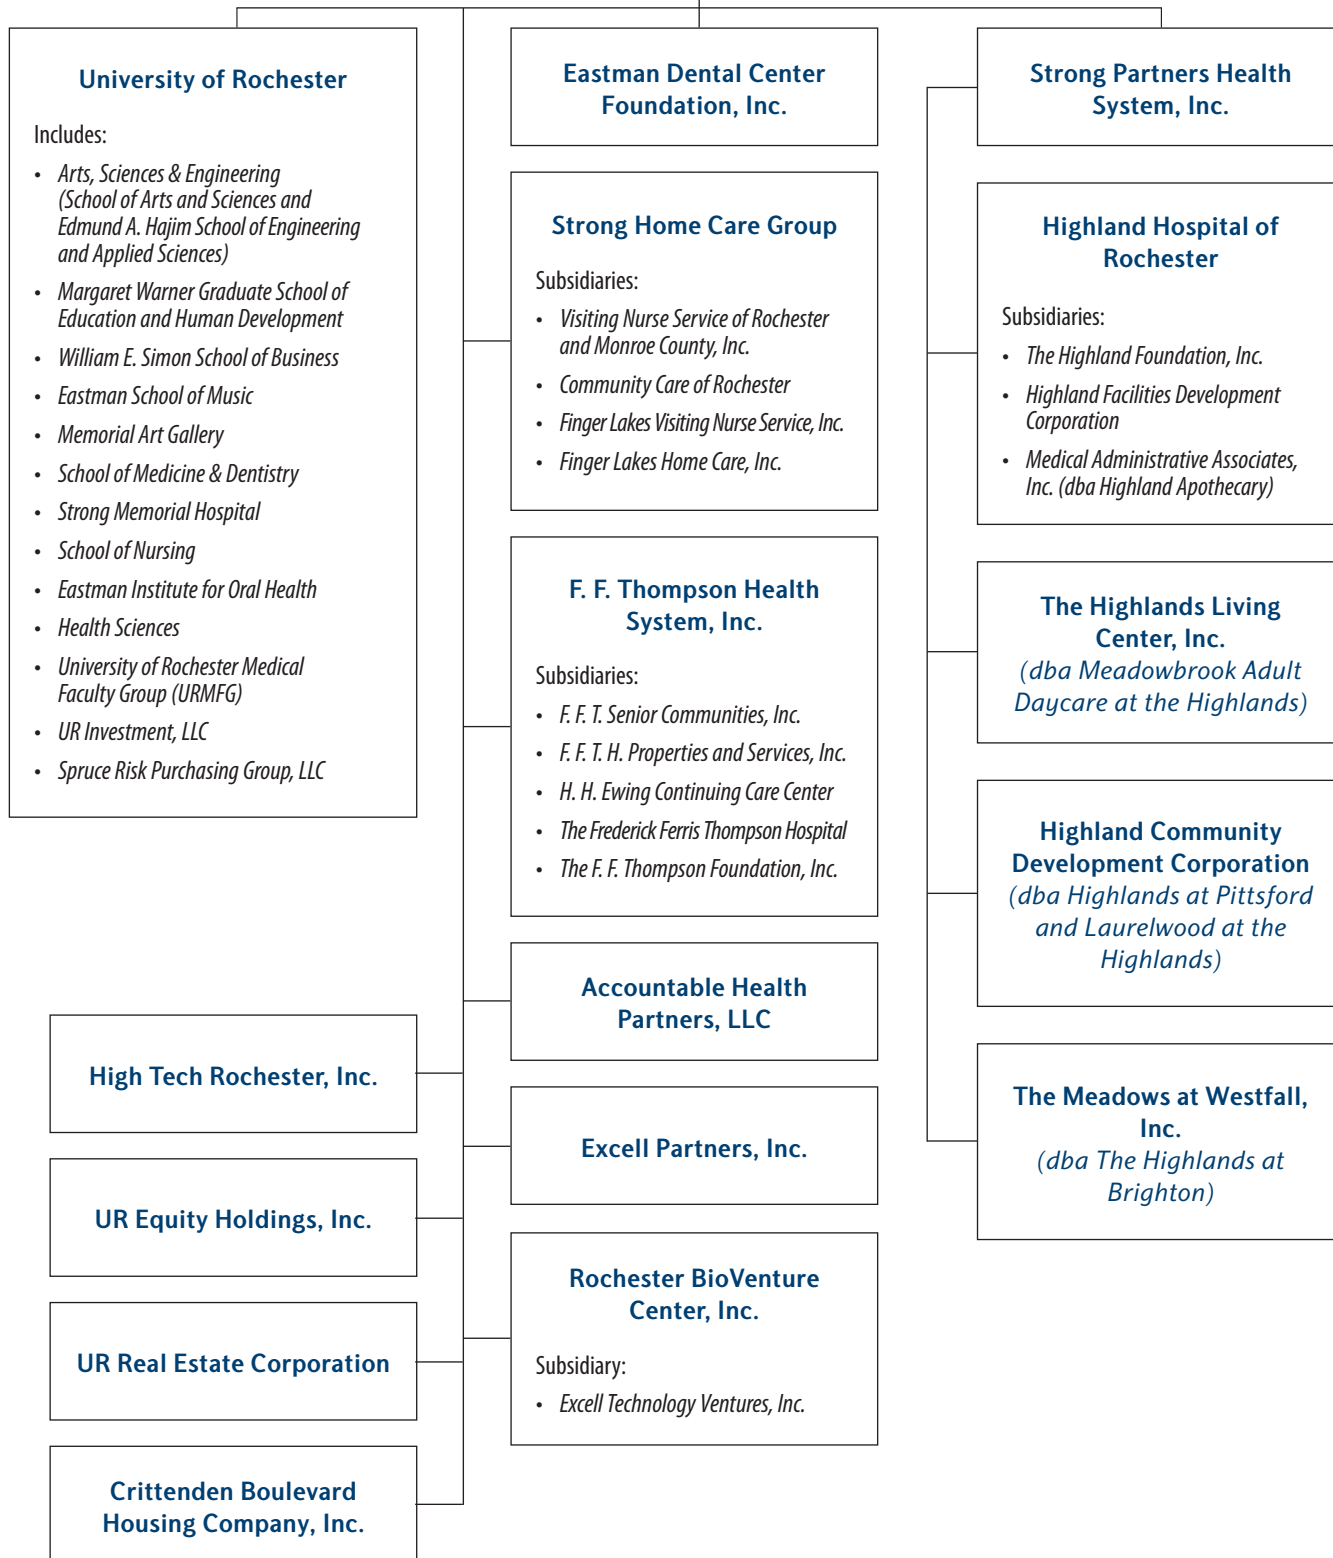 University of Rochester
Includes:
• Arts, Sciences & Engineering
(School of Arts and Sciences and
Edmund A. Hajim School of Engineering
and Applied Sciences)
• Margaret Warner Graduate School of
Education and Human Development
• William E. Simon School of Business
• Eastman School of Music
• Memorial Art Gallery
• School of Medicine & Dentistry
• Strong Memorial Hospital
• School of Nursing
• Eastman Institute for Oral Health
• Health Sciences
• University of Rochester Medical
Faculty Group (URMFG)
• UR Investment, LLC
• Spruce Risk Purchasing Group, LLC
High Tech Rochester, Inc.
UR Equity Holdings, Inc.
UR Real Estate Corporation
Crittenden Boulevard
Housing Company, Inc.
Eastman Dental Center
Foundation, Inc.
Strong Home Care Group
Subsidiaries:
• Visiting Nurse Service of Rochester
and Monroe County, Inc.
• Community Care of Rochester
• Finger Lakes Visiting Nurse Service, Inc.
• Finger Lakes Home Care, Inc.
F. F. Thompson Health
System, Inc.
Subsidiaries:
• F. F. T. Senior Communities, Inc.
• F. F. T. H. Properties and Services, Inc.
• H. H. Ewing Continuing Care Center
• The Frederick Ferris Thompson Hospital
• The F. F. Thompson Foundation, Inc.
Accountable Health
Partners, LLC
Excell Partners, Inc.
Rochester BioVenture
Center, Inc.
Subsidiary:
• Excell Technology Ventures, Inc.
Strong Partners Health
System, Inc.
Highland Hospital of
Rochester
Subsidiaries:
• The Highland Foundation, Inc.
• Highland Facilities Development
Corporation
• Medical Administrative Associates,
Inc. (dba Highland Apothecary)
The Highlands Living
Center, Inc.
(dba Meadowbrook Adult
Daycare at the Highlands)
Highland Community
Development Corporation
(dba Highlands at Pittsford
and Laurelwood at the
Highlands)
The Meadows at Westfall,
Inc.
(dba The Highlands at
Brighton)